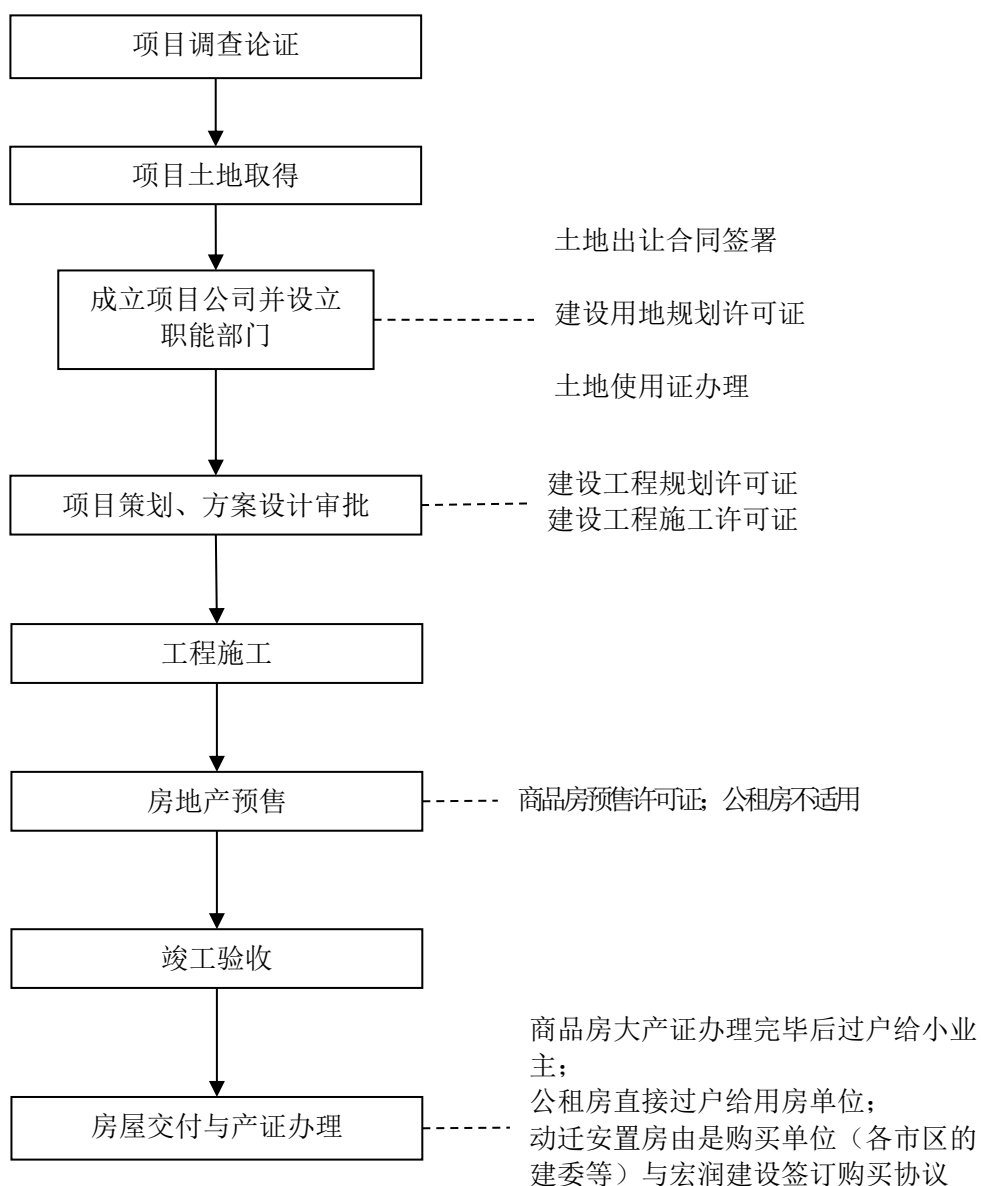 项目调查论证
项目土地取得
土地出让合同签署
成立项目公司并设立
职能部门
建设用地规划许可证
土地使用证办理
项目策划、方案设计审批
建设工程规划许可证
建设工程施工许可证
工程施工
房地产预售
商品房预售许可证；公租房不适用
竣工验收
房屋交付与产证办理
商品房大产证办理完毕后过户给小业
主；
公租房直接过户给用房单位；
动迁安置房由是购买单位（各市区的
建委等）与宏润建设签订购买协议